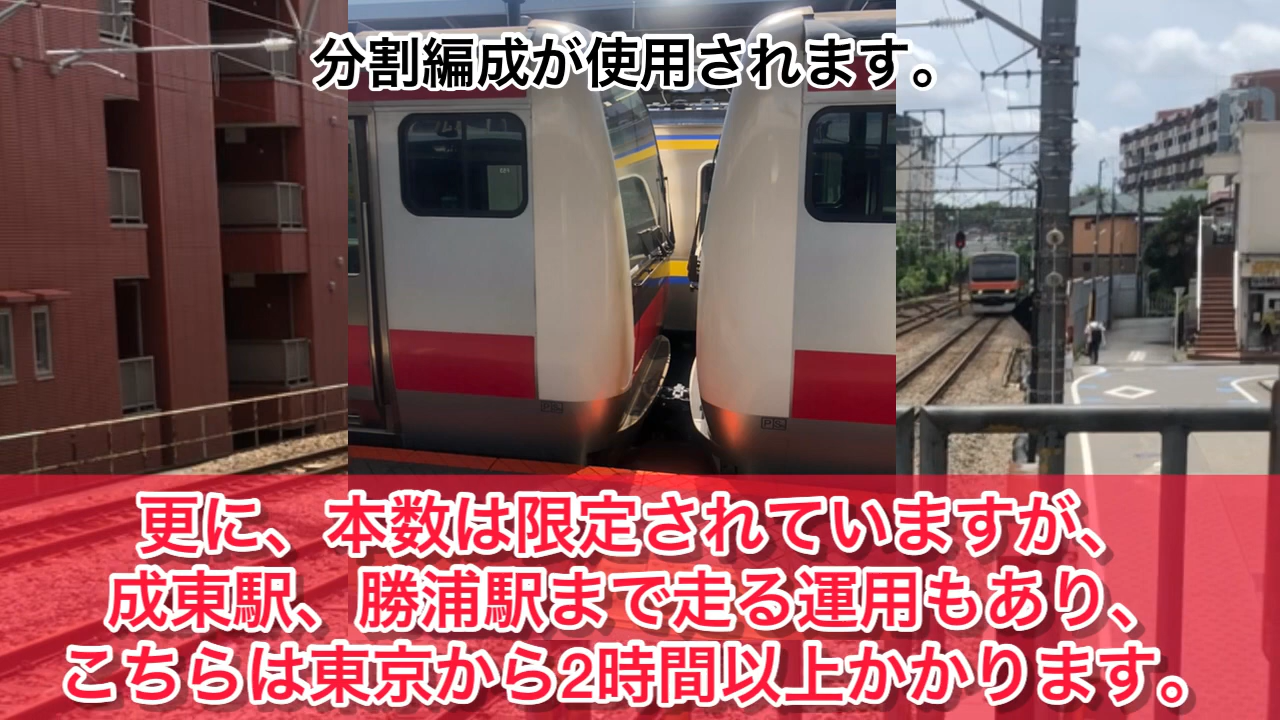 分割編成が使用されます。
更に、本数は限定されていますが、
成東駅、勝浦駅まで走る運用もあり、
こちらは東京から2時間以上かかります。